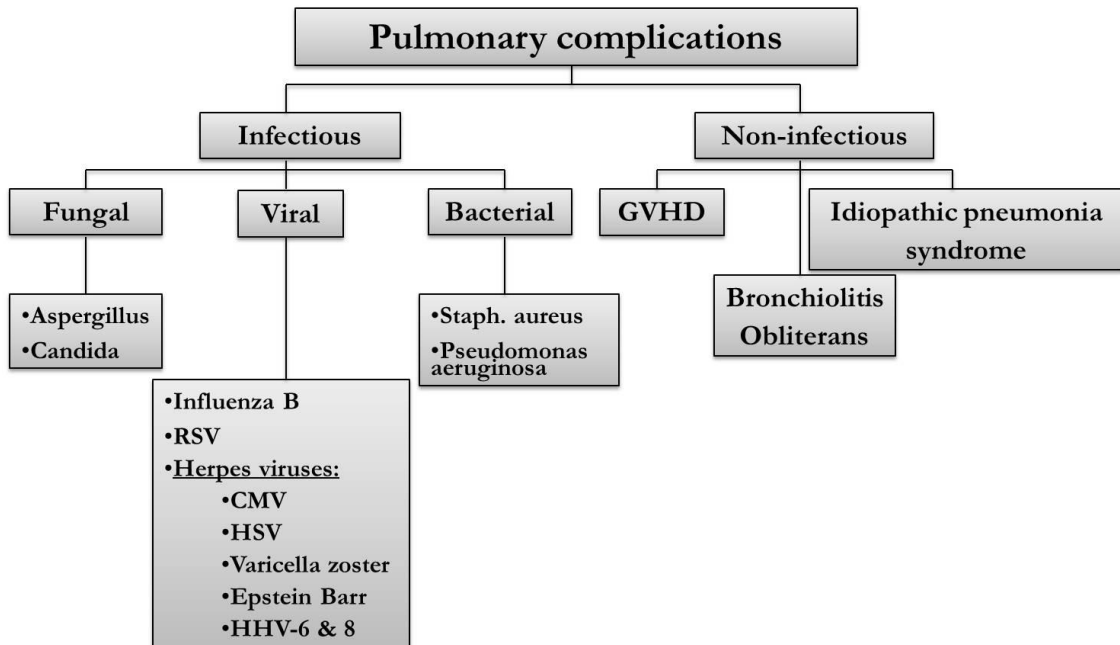 Pulmonary complications
Infectious
Non-infectious
Fungal
Viral
Bacterial
GVHD
Idiopathic pneumonia
syndrome
•Aspergillus
•Candida
•Staph. aureus
•Pseudomonas
aeruginosa
Bronchiolitis
Obliterans
•Influenza B
•RSV
•Herpes viruses:
•CMV
•HSV
•Varicella zoster
•Epstein Barr
•HHV-6 & 8